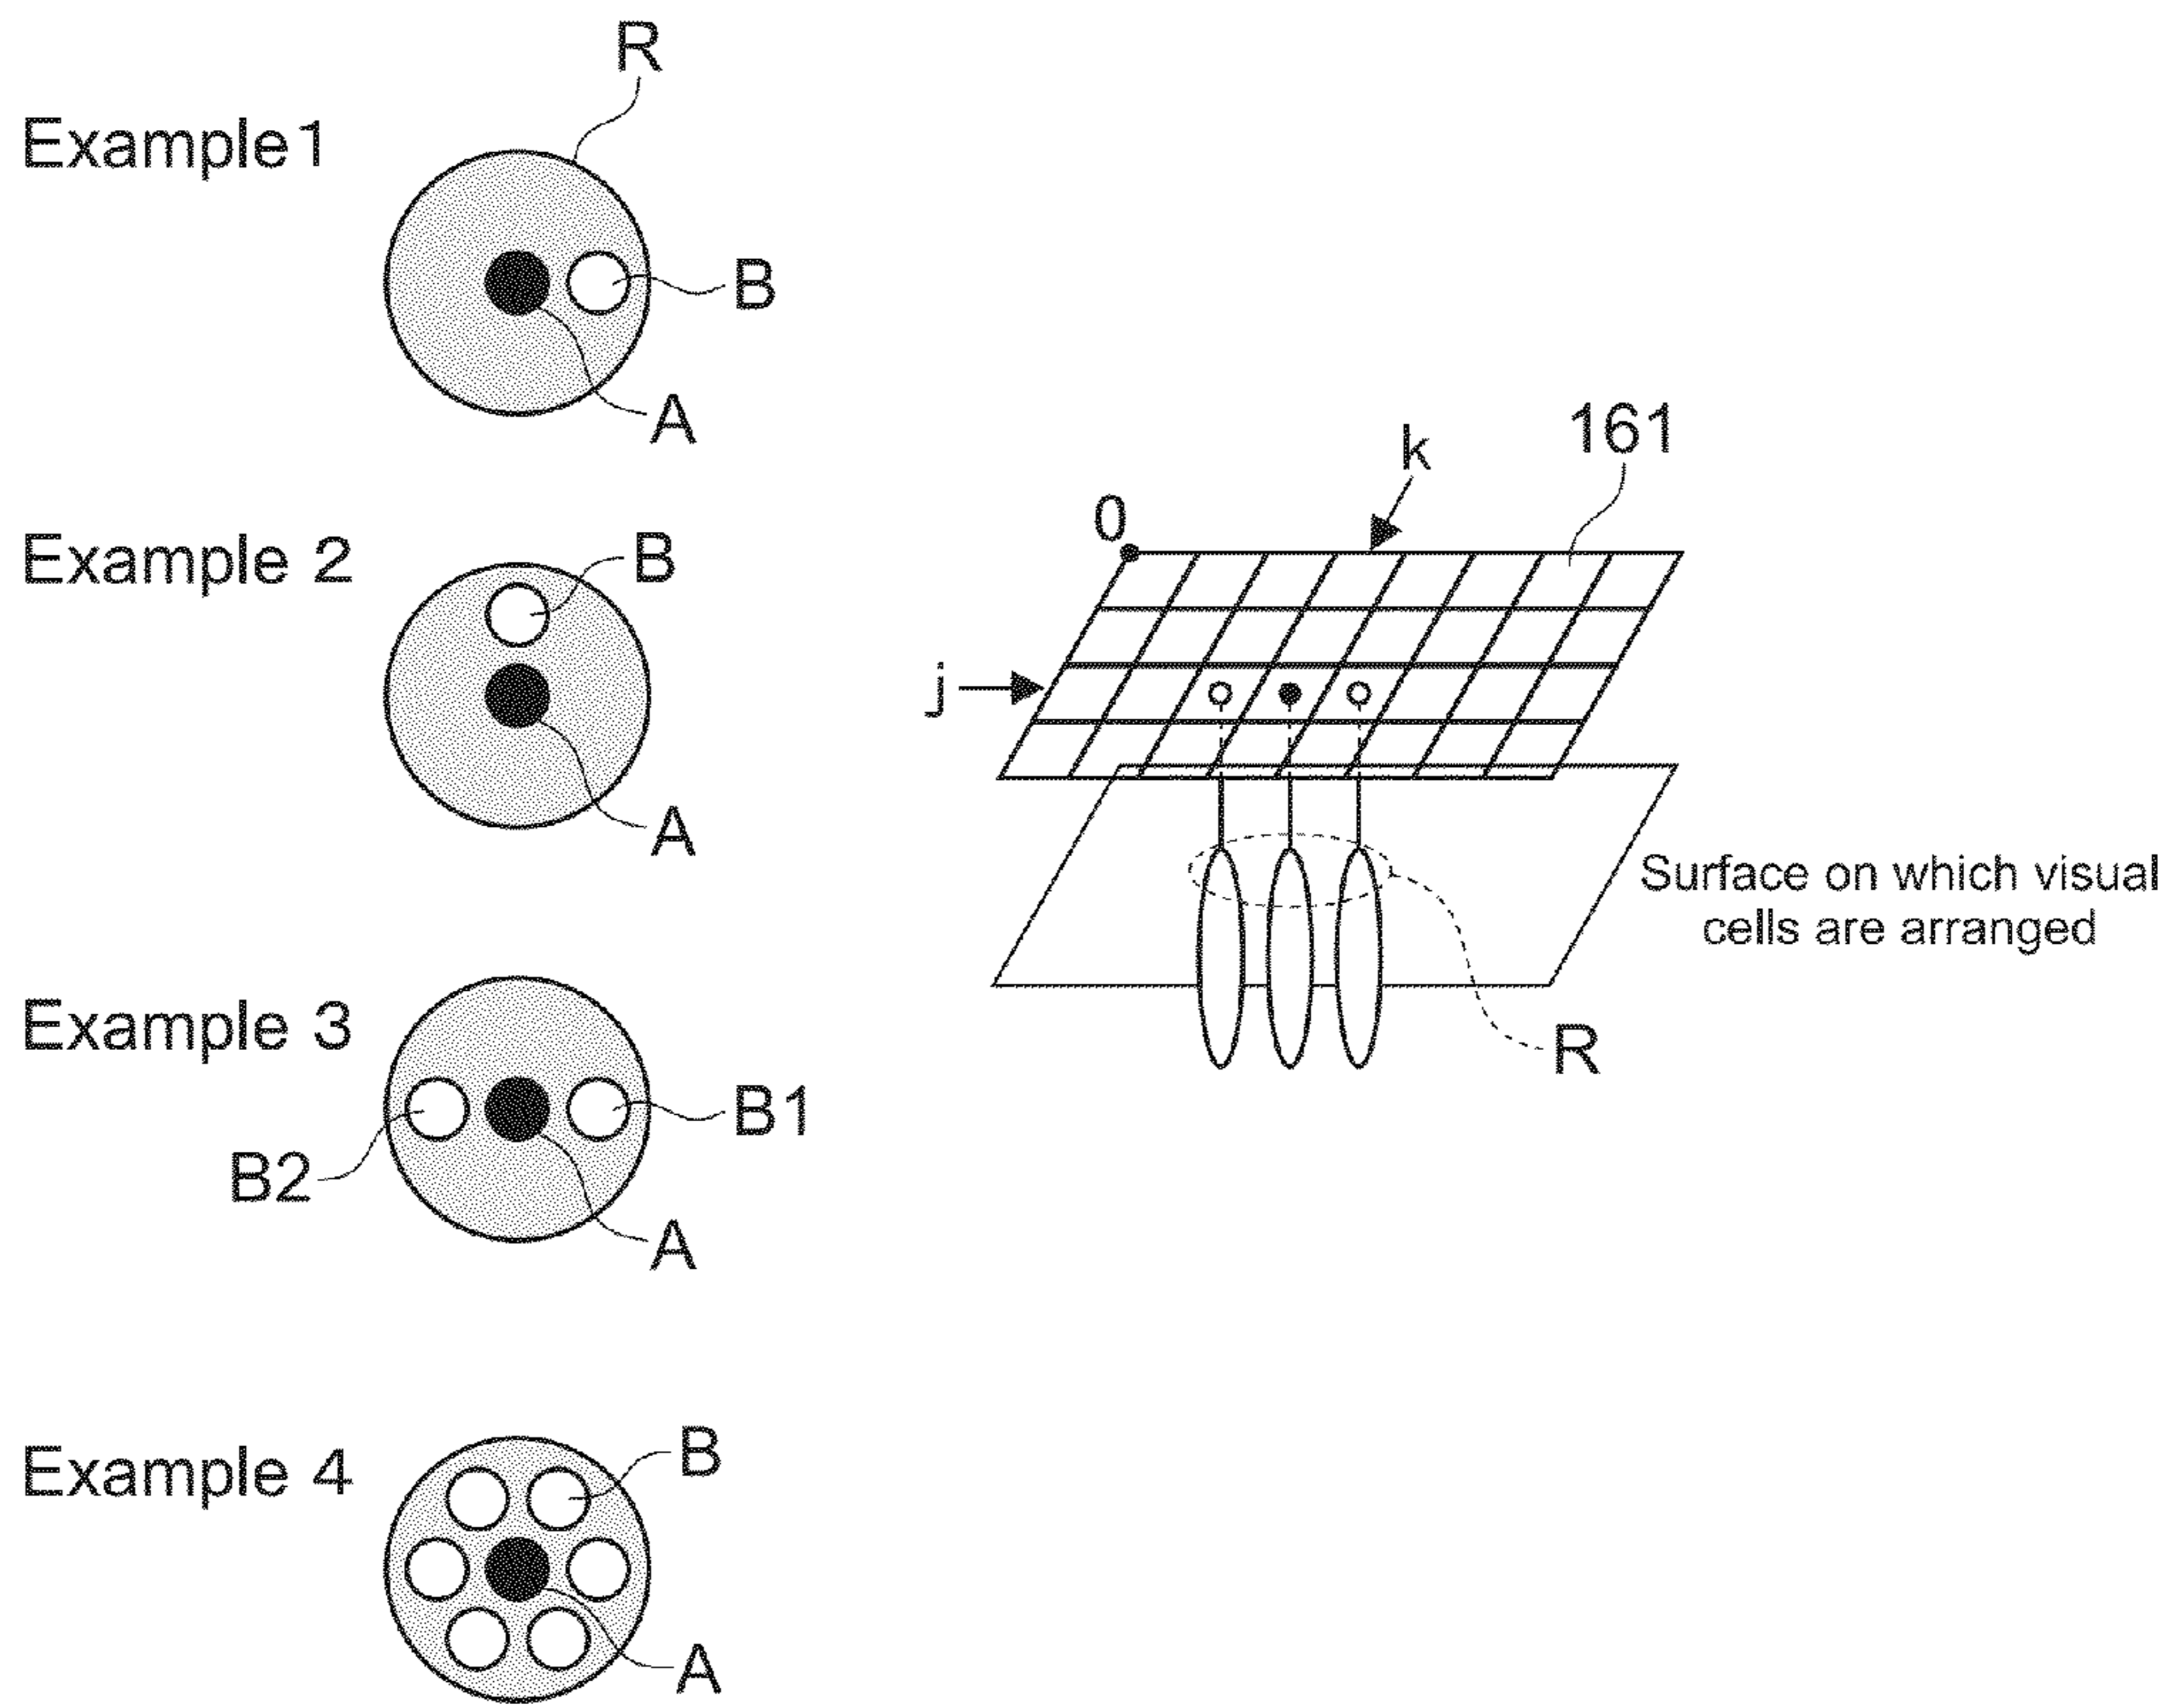 R
Example 1
B
A
Example 2
B
A
Example 3
B1
B2
A
Example 4
B
A
161
k
0
j
Surface on which visual
cells are arranged
R